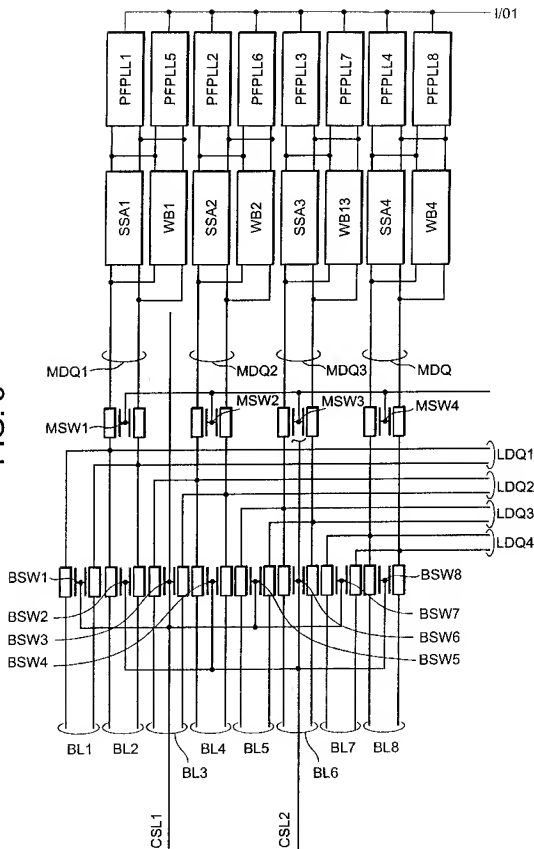 I/01
PFPLL1 PFPLL5 PFPLL2 PFPLL6 PFPLL3 PFPLL7 PFPLL4 PFPLL8
SSA1 WB1 SSA2 WB2 SSA3 WB13 SSA4 WB4
MDQ1 MDQ2 MDQ3 MDQ
MSW1 MSW2 MSW3 MSW4
LDQ1
LDQ2
LDQ3
LDQ4
BSW1 BSW8
BSW2 BSW7
BSW3 BSW6
BSW4 BSW5
BL1 BL2 BL4 BL5 BL7 BL8
BL3 BL6
CSL1 CSL2